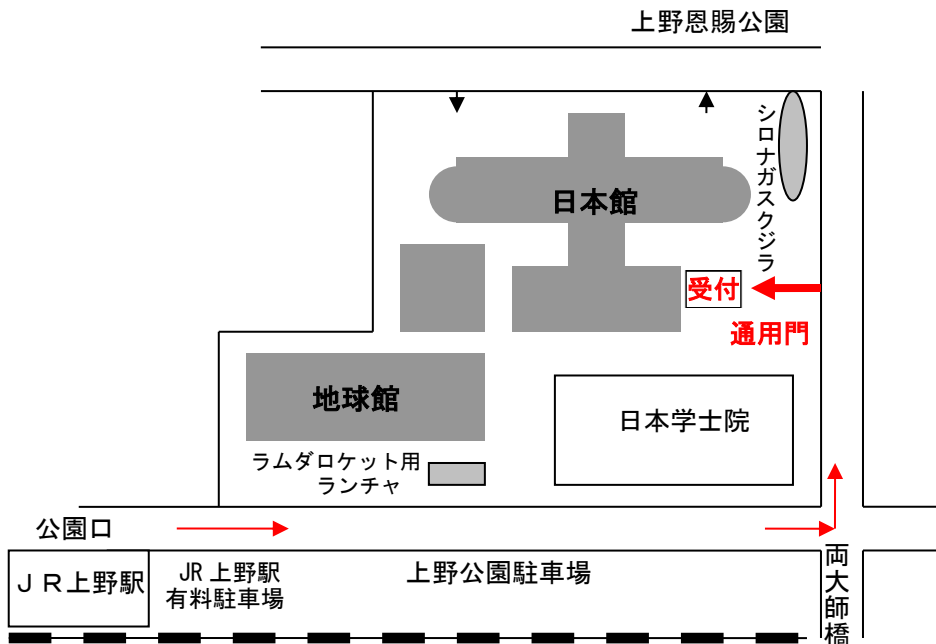 上野恩賜公園
シロナガスクジラ
日本館
受付
通用門
地球館
日本学士院
ラムダロケット用
ランチャ
公園口
ＪＲ上野駅
JR上野駅
有料駐車場
上野公園駐車場
両大師橋